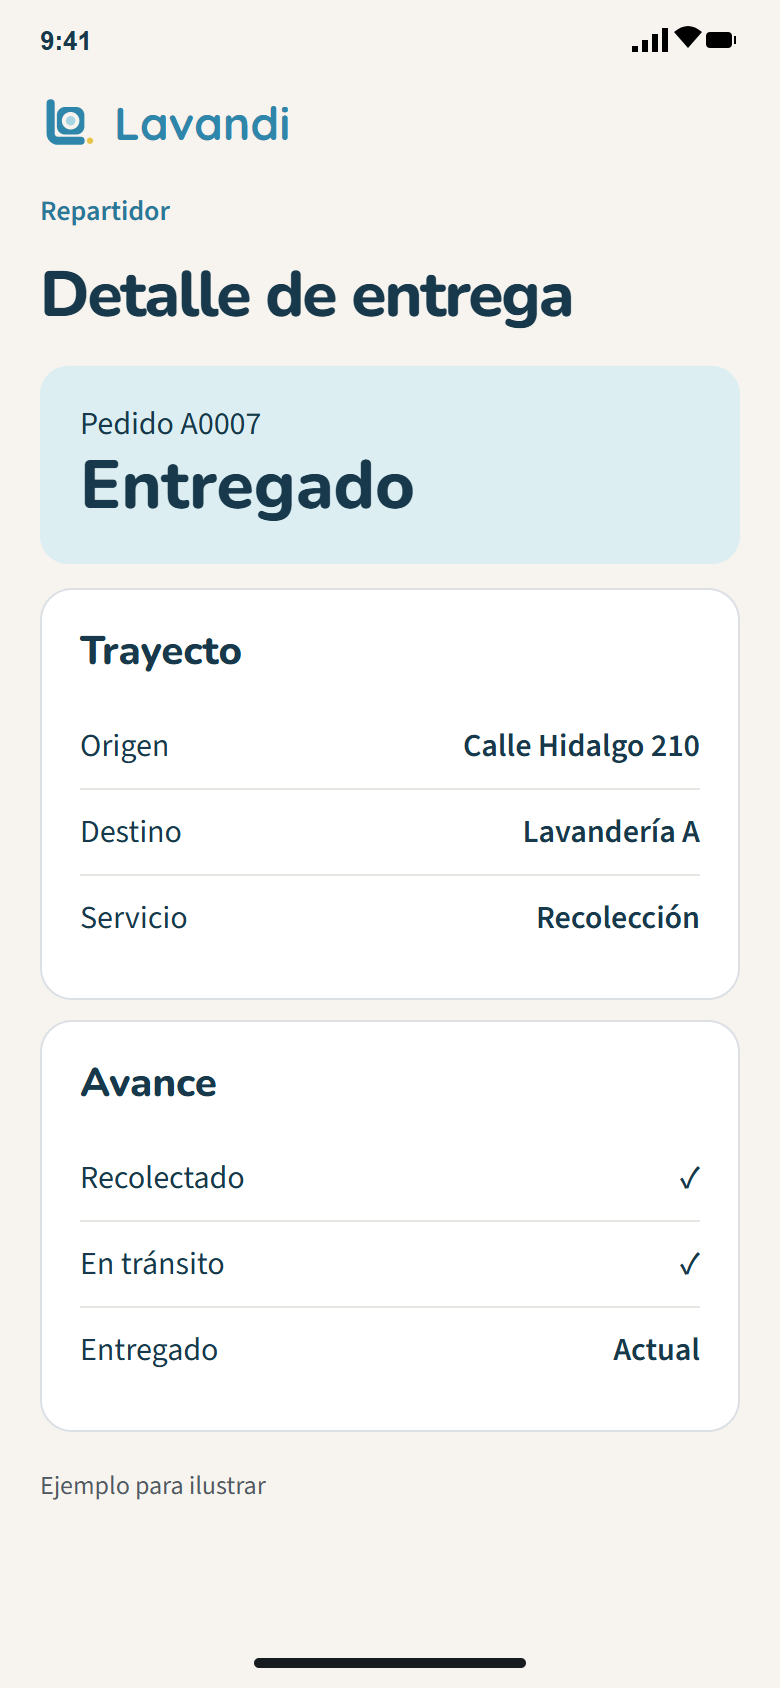 9:41
Lavandi
Repartidor
Detalle de entrega
Pedido A0007
Entregado
Trayecto
Origen Calle Hidalgo 210
Destino Lavandería A
Servicio Recolección
Avance
Recolectado ✓
En tránsito ✓
Entregado Actual
Ejemplo para ilustrar